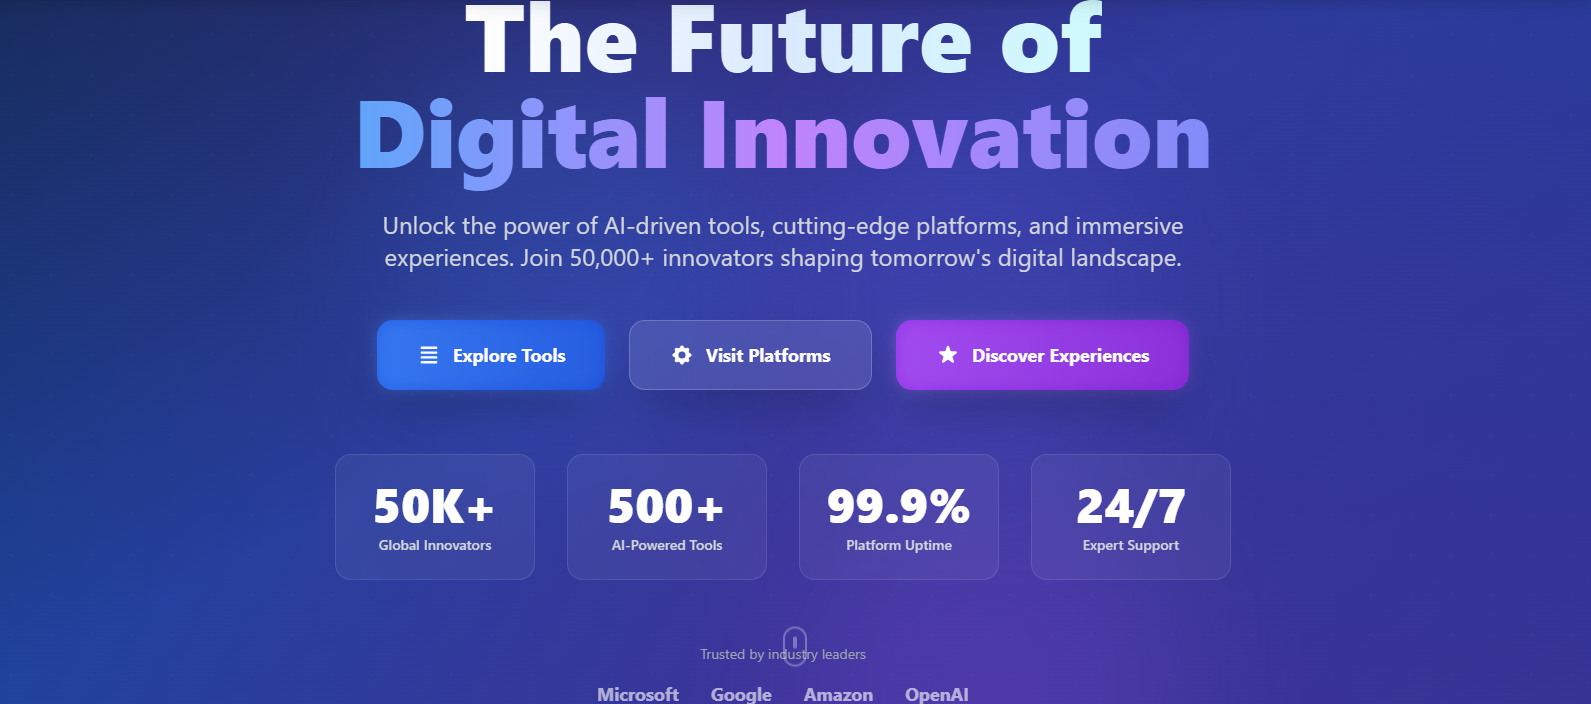 The Future of
Digital Innovation
Unlock the power of AI-driven tools, cutting-edge platforms, and immersive
experiences. Join 50,000+ innovators shaping tomorrow's digital landscape.
Explore Tools
Visit Platforms
Discover Experiences
50K+
Global Innovators
500+
AI-Powered Tools
99.9%
Platform Uptime
24/7
Expert Support
Trusted by industry leaders
Microsoft
Google
Amazon
OpenAI